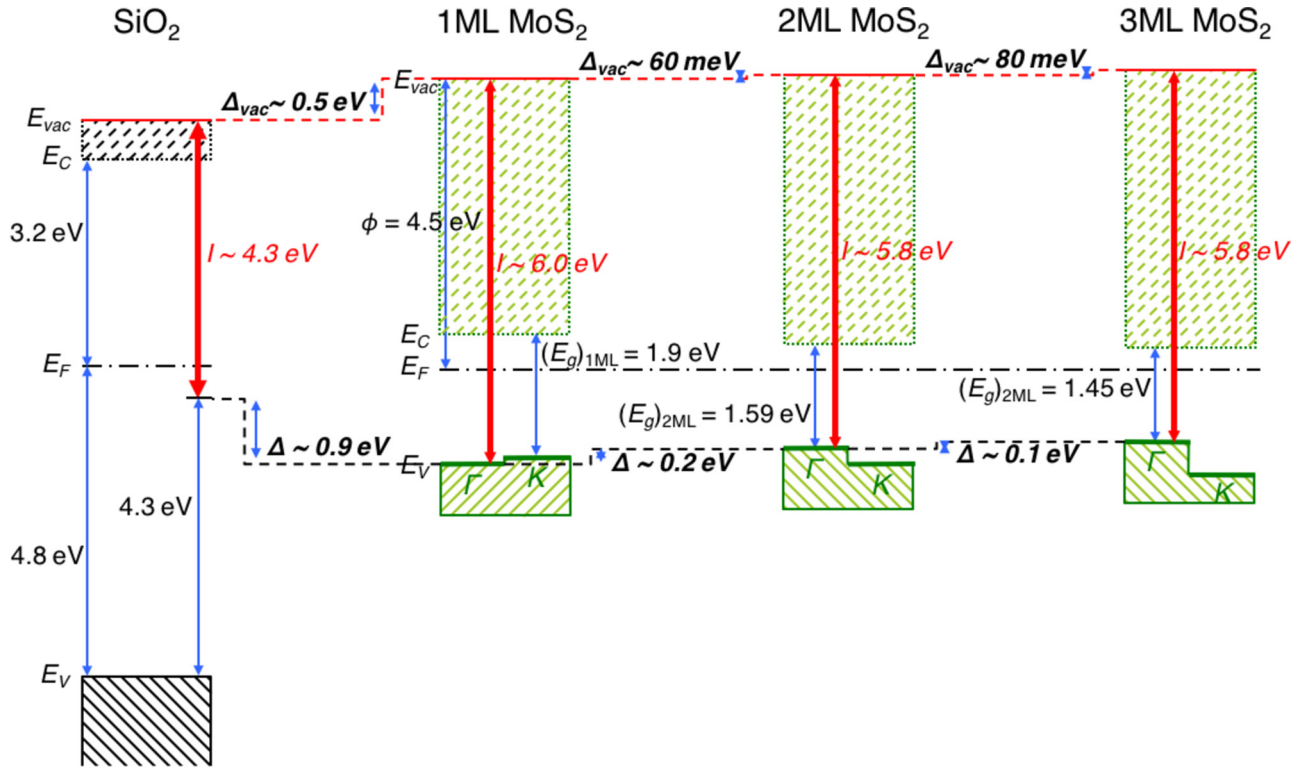 SiO₂
1ML MoS₂
2ML MoS₂
3ML MoS₂
Δvac~ 60 meV
Δvac~ 80 meV
Evac
Δvac~ 0.5 eV
Evac
EC
3.2 eV
ϕ = 4.5 eV
I ~ 4.3 eV
I ~ 6.0 eV
I ~ 5.8 eV
I ~ 5.8 eV
EC
(Eg)1ML = 1.9 eV
EF
EF
(Eg)2ML = 1.45 eV
(Eg)2ML = 1.59 eV
Δ ~ 0.9 eV
EV
Γ
K
Δ ~ 0.2 eV
Γ
K
Δ ~ 0.1 eV
Γ
K
4.3 eV
4.8 eV
EV